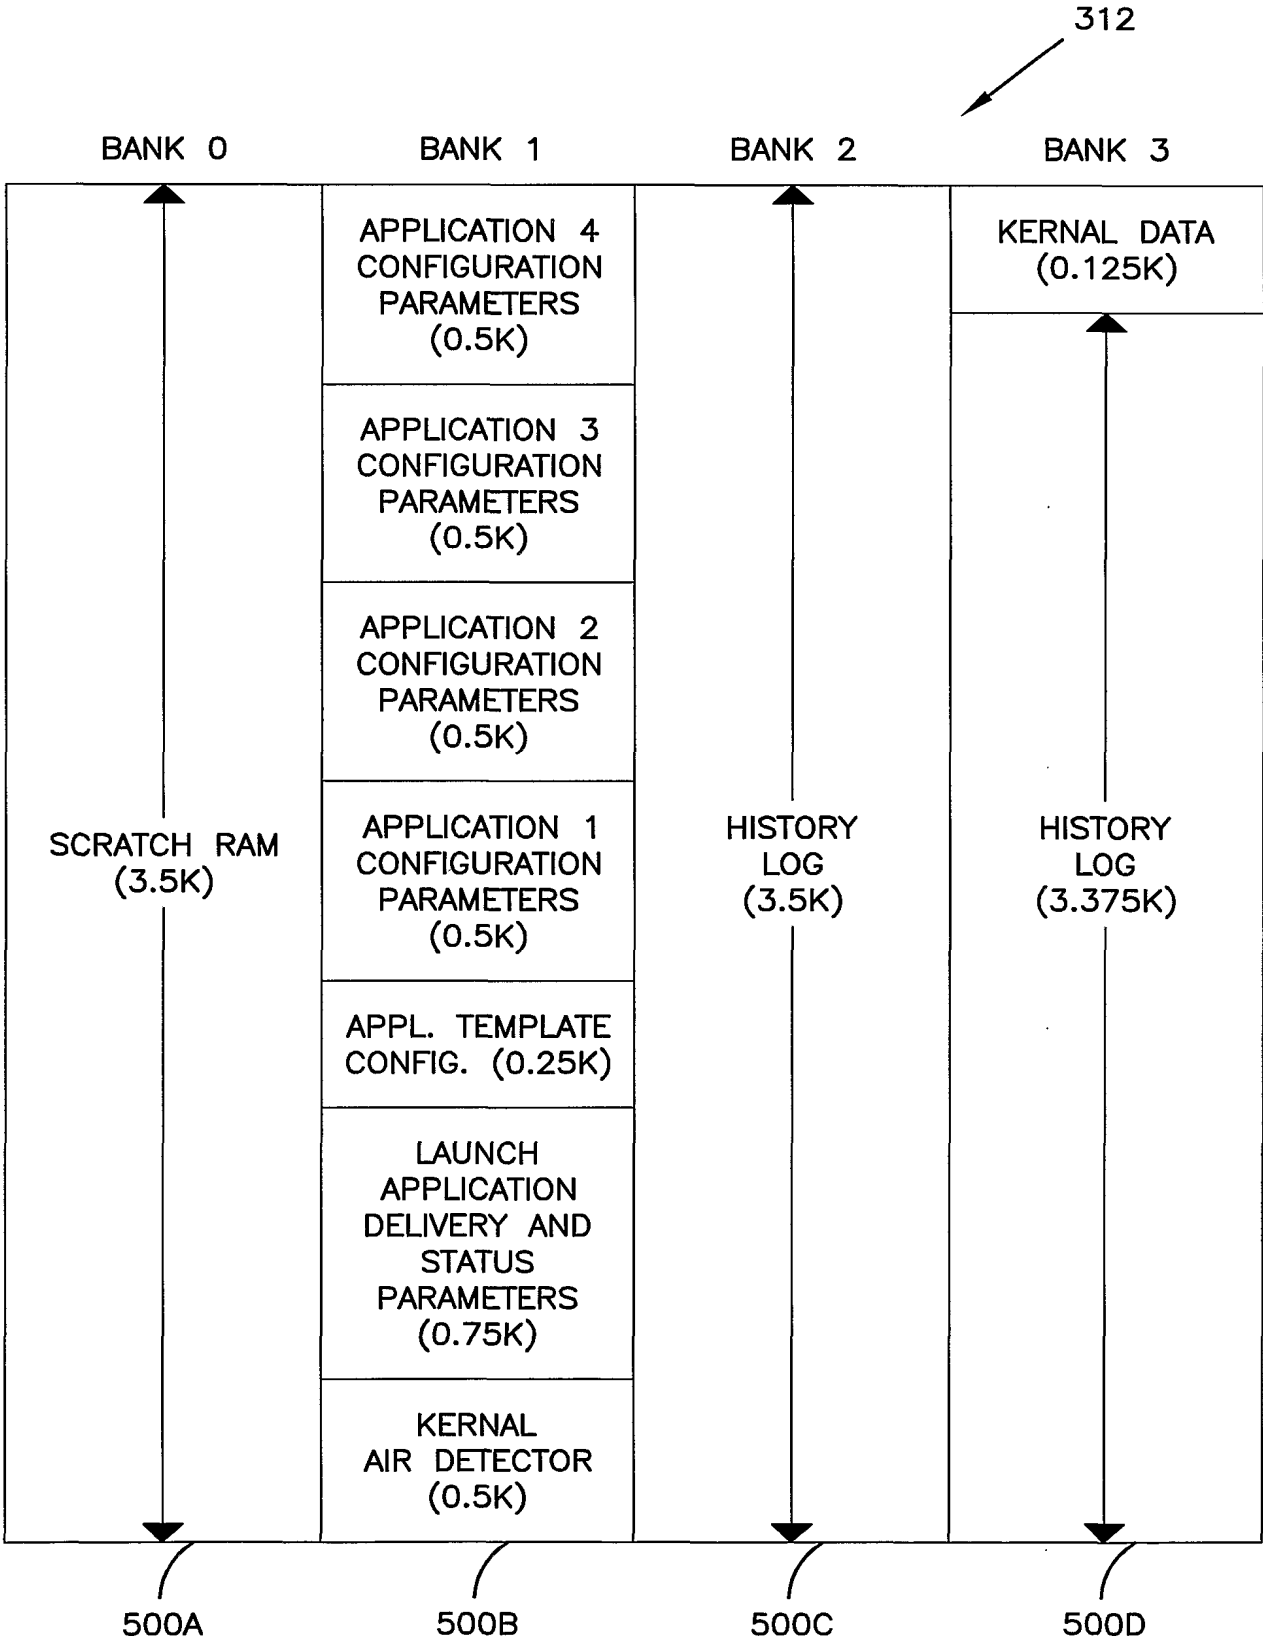 312
BANK 0
BANK 1
BANK 2
BANK 3
SCRATCH RAM
(3.5K)
APPLICATION 4
CONFIGURATION
PARAMETERS
(0.5K)
APPLICATION 3
CONFIGURATION
PARAMETERS
(0.5K)
APPLICATION 2
CONFIGURATION
PARAMETERS
(0.5K)
APPLICATION 1
CONFIGURATION
PARAMETERS
(0.5K)
APPL. TEMPLATE
CONFIG. (0.25K)
LAUNCH
APPLICATION
DELIVERY AND
STATUS
PARAMETERS
(0.75K)
KERNAL
AIR DETECTOR
(0.5K)
HISTORY
LOG
(3.5K)
KERNAL DATA
(0.125K)
HISTORY
LOG
(3.375K)
500A
500B
500C
500D